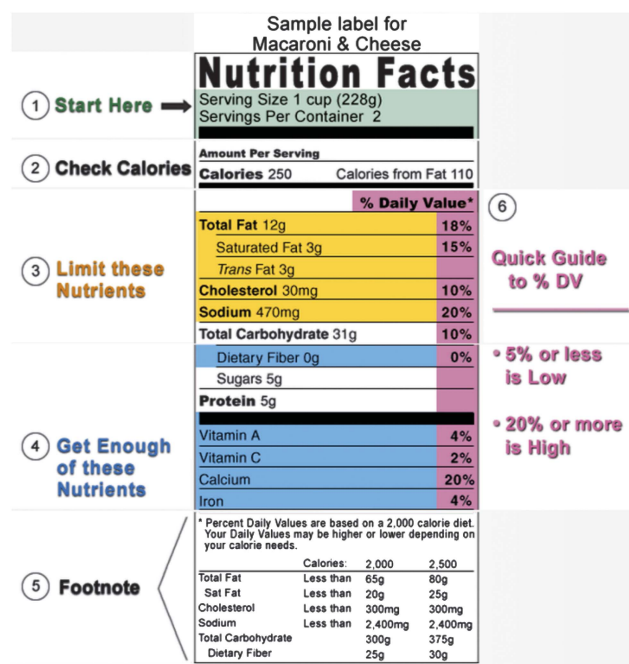 Sample label for
Macaroni & Cheese
Nutrition Facts
1 Start Here
Serving Size 1 cup (228g)
Servings Per Container 2
2 Check Calories
Amount Per Serving
Calories 250 Calories from Fat 110
% Daily Value*
3 Limit these
Nutrients
Total Fat 12g 18%
Saturated Fat 3g 15%
Trans Fat 3g
Cholesterol 30mg 10%
Sodium 470mg 20%
Total Carbohydrate 31g 10%
Dietary Fiber 0g 0%
Sugars 5g
Protein 5g
4 Get Enough
of these
Nutrients
Vitamin A 4%
Vitamin C 2%
Calcium 20%
Iron 4%
5 Footnote
* Percent Daily Values are based on a 2,000 calorie diet.
Your Daily Values may be higher or lower depending on
your calorie needs.
Calories: 2,000 2,500
Total Fat Less than 65g 80g
Sat Fat Less than 20g 25g
Cholesterol Less than 300mg 300mg
Sodium Less than 2,400mg 2,400mg
Total Carbohydrate 300g 375g
Dietary Fiber 25g 30g
6
Quick Guide
to % DV
• 5% or less
is Low
• 20% or more
is High